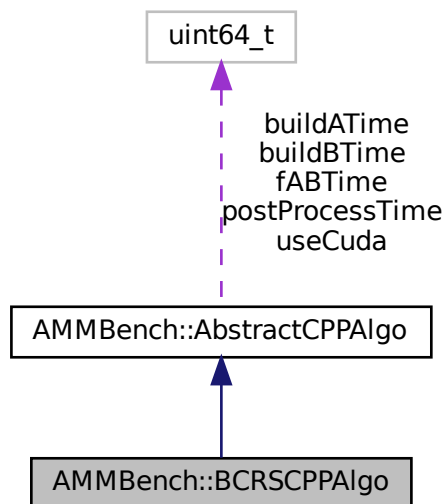 uint64_t
buildATime
buildBTime
fABTime
postProcessTime
useCuda
AMMBench::AbstractCPPAlgo
AMMBench::BCRSCPPAlgo